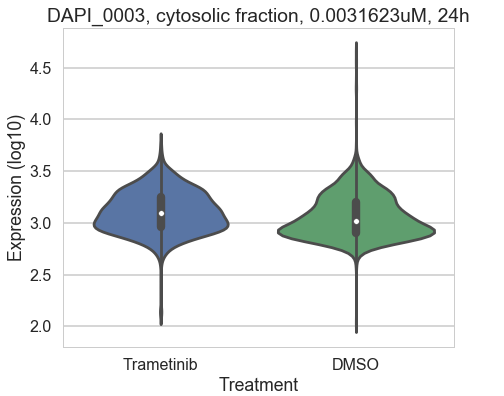 DAPI_0003, cytosolic fraction, 0.0031623uM, 24h
Expression (log10)
4.5
4.0
3.5
3.0
2.5
2.0
Trametinib DMSO
Treatment